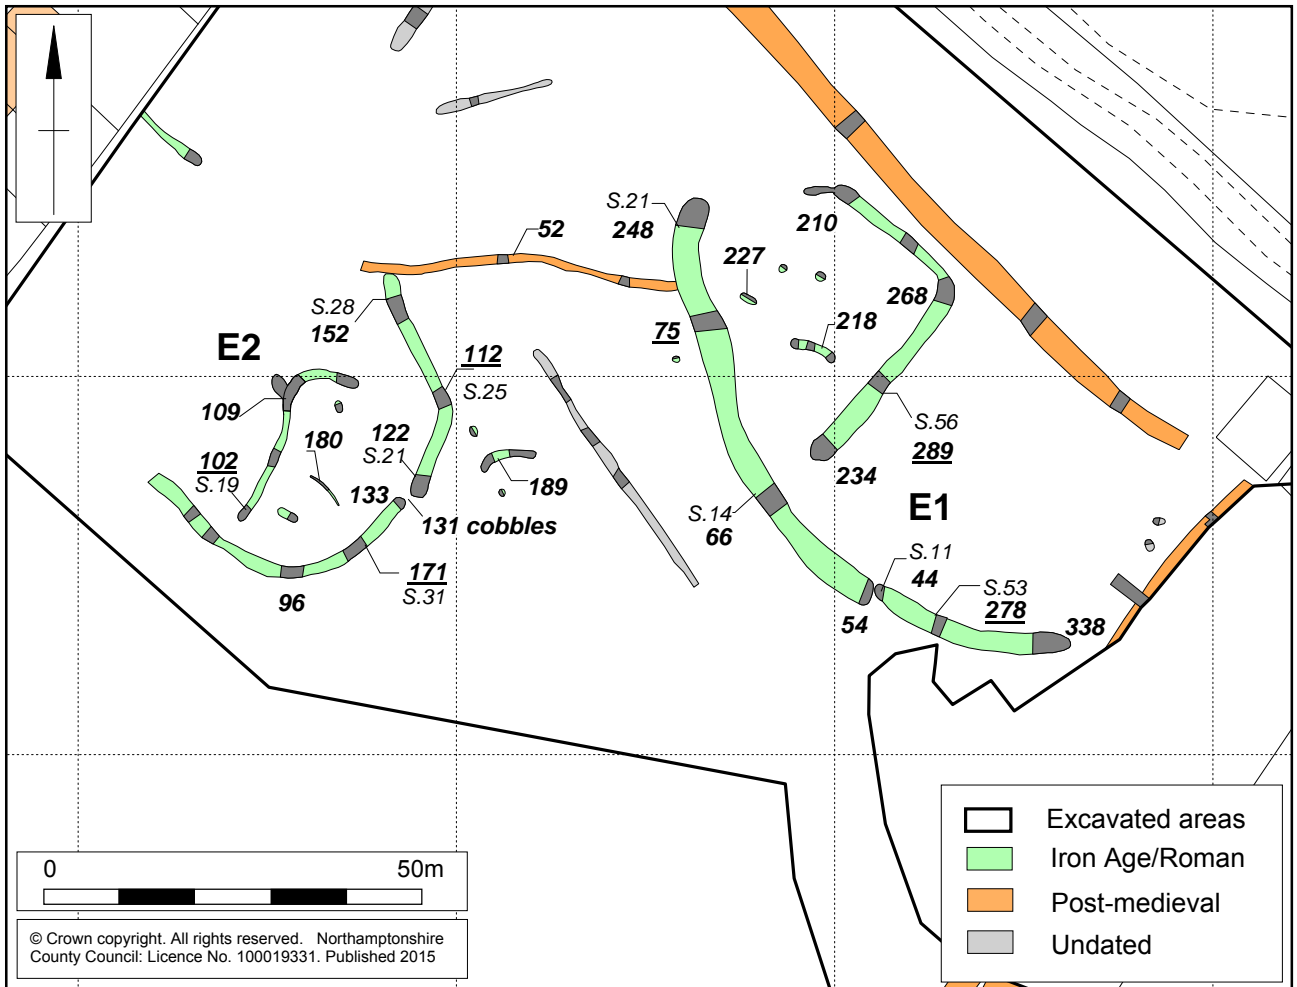 S.21
248
52
210
227
S.28
152
268
75
218
E2
112
S.25
109
S.56
289
122
S.21
180
102
S.19
189
234
133
E1
131 cobbles
S.14
66
S.11
44
171
S.31
S.53
278
96
54
338
Excavated areas
Iron Age/Roman
Post-medieval
Undated
0 50m
© Crown copyright. All rights reserved. Northamptonshire
County Council: Licence No. 100019331. Published 2015